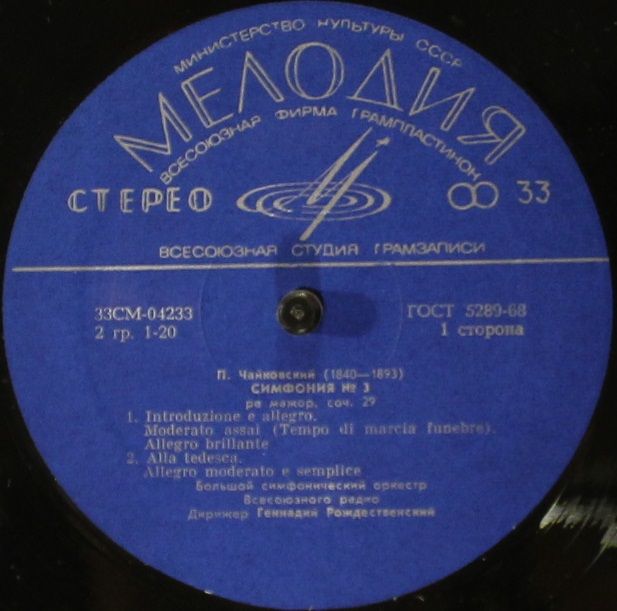 МИНИСТЕРСТВО КУЛЬТУРЫ СССР
МЕЛОДИЯ
ВСЕСОЮЗНАЯ ФИРМА ГРАМПЛАСТИНОК
СТЕРЕО 33
ВСЕСОЮЗНАЯ СТУДИЯ ГРАМЗАПИСИ
33СМ-04233 ГОСТ 5289-68
2 гр. 1-20 1 сторона
П. Чайковский (1840—1893)
СИМФОНИЯ № 3
ре мажор, соч. 29
1. Introduzione e allegro.
Moderato assai (Tempo di marcia funebre).
Allegro brillante
2. Alla tedesca.
Allegro moderato e semplice
Большой симфонический оркестр
Всесоюзного радио
Дирижер Геннадий Рождественский